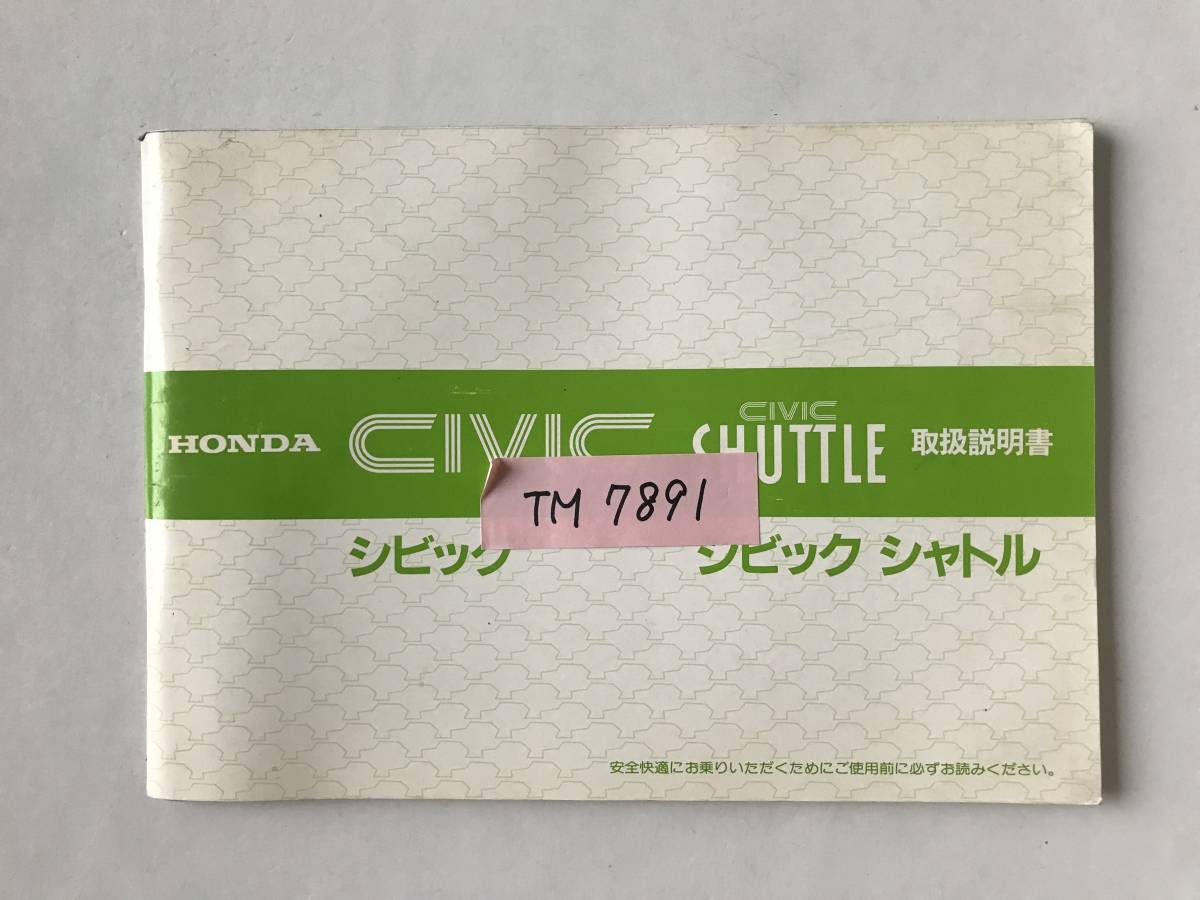 HONDA CIVIC CIVIC SHUTTLE 取扱説明書
TM 7891
シビック シビック シャトル
安全快適にお乗りいただくためにご使用前に必ずお読みください。